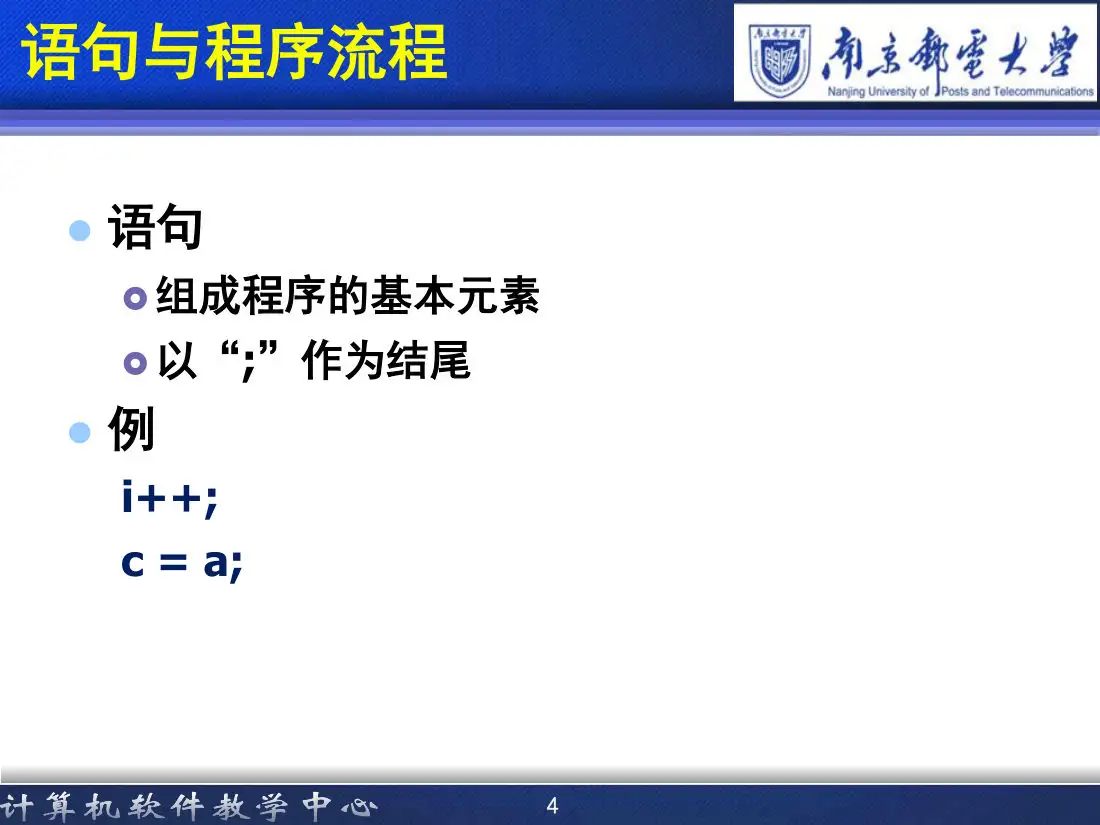 语句与程序流程
南京郵電大學
Nanjing University of Posts and Telecommunications
语句
组成程序的基本元素
以“;”作为结尾
例
i++;
c = a;
计算机软件教学中心
4